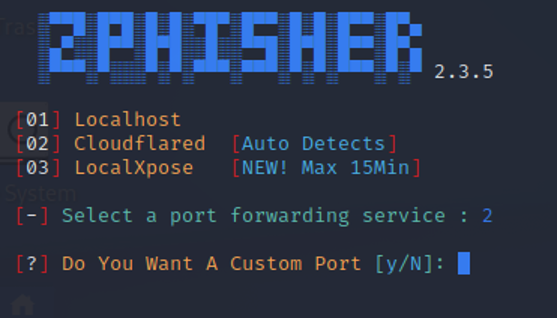 ZPHISHER 2.3.5
[01] Localhost
[02] Cloudflared [Auto Detects]
[03] LocalXpose [NEW! Max 15Min]
System
[-] Select a port forwarding service : 2
[?] Do You Want A Custom Port [y/N]: